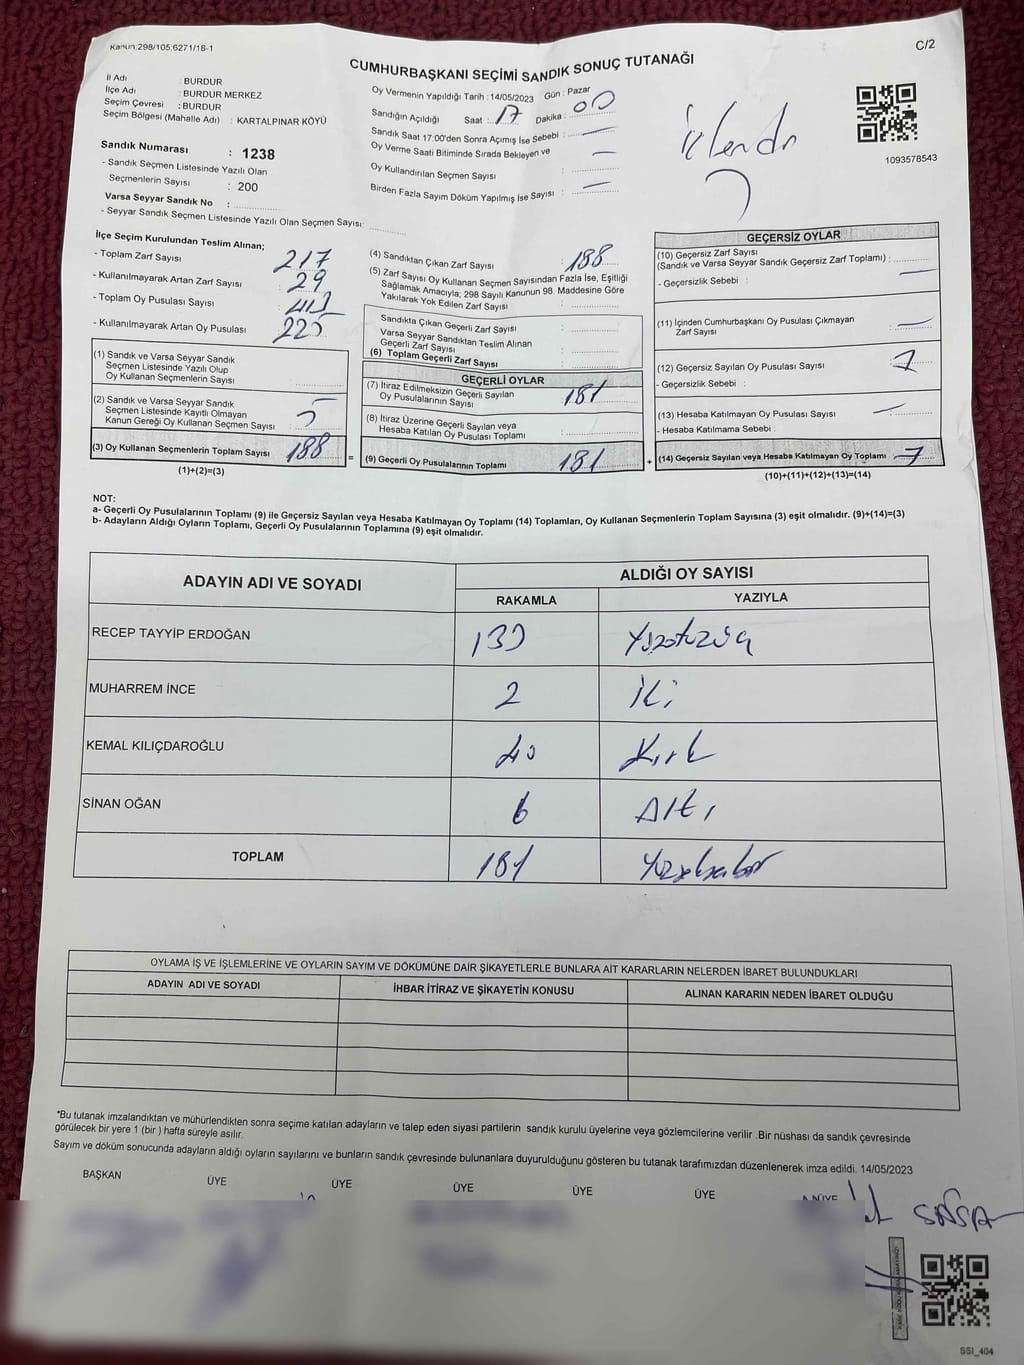 Kanun:298/105;6271/18-1
C/2
CUMHURBAŞKANI SEÇİMİ SANDIK SONUÇ TUTANAĞI
İl Adı : BURDUR
İlçe Adı : BURDUR MERKEZ
Seçim Çevresi : BURDUR
Seçim Bölgesi (Mahalle Adı) : KARTALPINAR KÖYÜ
Sandık Numarası : 1238
- Sandık Seçmen Listesinde Yazılı Olan
Seçmenlerin Sayısı : 200
Varsa Seyyar Sandık No :
- Seyyar Sandık Seçmen Listesinde Yazılı Olan Seçmen Sayısı:
Oy Vermenin Yapıldığı Tarih : 14/05/2023 Gün : Pazar
Sandığın Açıldığı Saat : 17 Dakika : 00
Sandık Saat 17:00'den Sonra Açımış İse Sebebi : —
Oy Verme Saati Bitiminde Sırada Bekleyen ve —
Oy Kullandırılan Seçmen Sayısı :
Birden Fazla Sayım Döküm Yapılmış İse Sayısı : —
1093578543
İlçe Seçim Kurulundan Teslim Alınan;
- Toplam Zarf Sayısı 217
- Kullanılmayarak Artan Zarf Sayısı 29
- Toplam Oy Pusulası Sayısı
- Kullanılmayarak Artan Oy Pusulası 225
(1) Sandık ve Varsa Seyyar Sandık
Seçmen Listesinde Yazılı Olup
Oy Kullanan Seçmenlerin Sayısı
(2) Sandık ve Varsa Seyyar Sandık
Seçmen Listesinde Kayıtlı Olmayan
Kanun Gereği Oy Kullanan Seçmen Sayısı :
(3) Oy Kullanan Seçmenlerin Toplam Sayısı 188 =
(1)+(2)=(3)
(4) Sandıktan Çıkan Zarf Sayısı : 188
(5) Zarf Sayısı Oy Kullanan Seçmen Sayısından Fazla İse, Eşitliği
Sağlamak Amacıyla; 298 Sayılı Kanunun 98. Maddesine Göre
Yakılarak Yok Edilen Zarf Sayısı :
Sandıkta Çıkan Geçerli Zarf Sayısı :
Varsa Seyyar Sandıktan Teslim Alınan
Geçerli Zarf Sayısı :
(6) Toplam Geçerli Zarf Sayısı :
GEÇERLİ OYLAR
(7) İtiraz Edilmeksizin Geçerli Sayılan
Oy Pusulalarının Sayısı : 181
(8) İtiraz Üzerine Geçerli Sayılan veya
Hesaba Katılan Oy Pusulası Toplamı :
(9) Geçerli Oy Pusulalarının Toplamı 181 +
GEÇERSİZ OYLAR
(10) Geçersiz Zarf Sayısı
(Sandık ve Varsa Seyyar Sandık Geçersiz Zarf Toplamı) : —
- Geçersizlik Sebebi :
(11) İçinden Cumhurbaşkanı Oy Pusulası Çıkmayan
Zarf Sayısı : —
(12) Geçersiz Sayılan Oy Pusulası Sayısı : 7
- Geçersizlik Sebebi :
(13) Hesaba Katılmayan Oy Pusulası Sayısı : —
- Hesaba Katılmama Sebebi :
(14) Geçersiz Sayılan veya Hesaba Katılmayan Oy Toplamı 7
(10)+(11)+(12)+(13)=(14)
NOT:
a- Geçerli Oy Pusulalarının Toplamı (9) ile Geçersiz Sayılan veya Hesaba Katılmayan Oy Toplamı (14) Toplamları, Oy Kullanan Seçmenlerin Toplam Sayısına (3) eşit olmalıdır. (9)+(14)=(3)
b- Adayların Aldığı Oyların Toplamı, Geçerli Oy Pusulalarının Toplamına (9) eşit olmalıdır.
ADAYIN ADI VE SOYADI ALDIĞI OY SAYISI
RAKAMLA YAZIYLA
RECEP TAYYİP ERDOĞAN 133 Yüzotuzüç
MUHARREM İNCE 2 İki
KEMAL KILIÇDAROĞLU 40 Kırk
SİNAN OĞAN 6 Altı
TOPLAM 181 Yüzseksenbir
OYLAMA İŞ VE İŞLEMLERİNE VE OYLARIN SAYIM VE DÖKÜMÜNE DAİR ŞİKAYETLERLE BUNLARA AİT KARARLARIN NELERDEN İBARET BULUNDUKLARI
ADAYIN ADI VE SOYADI İHBAR İTİRAZ VE ŞİKAYETİN KONUSU ALINAN KARARIN NEDEN İBARET OLDUĞU
*Bu tutanak imzalandıktan ve mühürlendikten sonra seçime katılan adayların ve talep eden siyasi partilerin sandık kurulu üyelerine veya gözlemcilerine verilir. Bir nüshası da sandık çevresinde
görülecek bir yere 1 (bir) hafta süreyle asılır.
Sayım ve döküm sonucunda adayların aldığı oyların sayılarını ve bunların sandık çevresinde bulunanlara duyurulduğunu gösteren bu tutanak tarafımızdan düzenlenerek imza edildi. 14/05/2023
BAŞKAN ÜYE ÜYE ÜYE ÜYE ÜYE
SSI_404